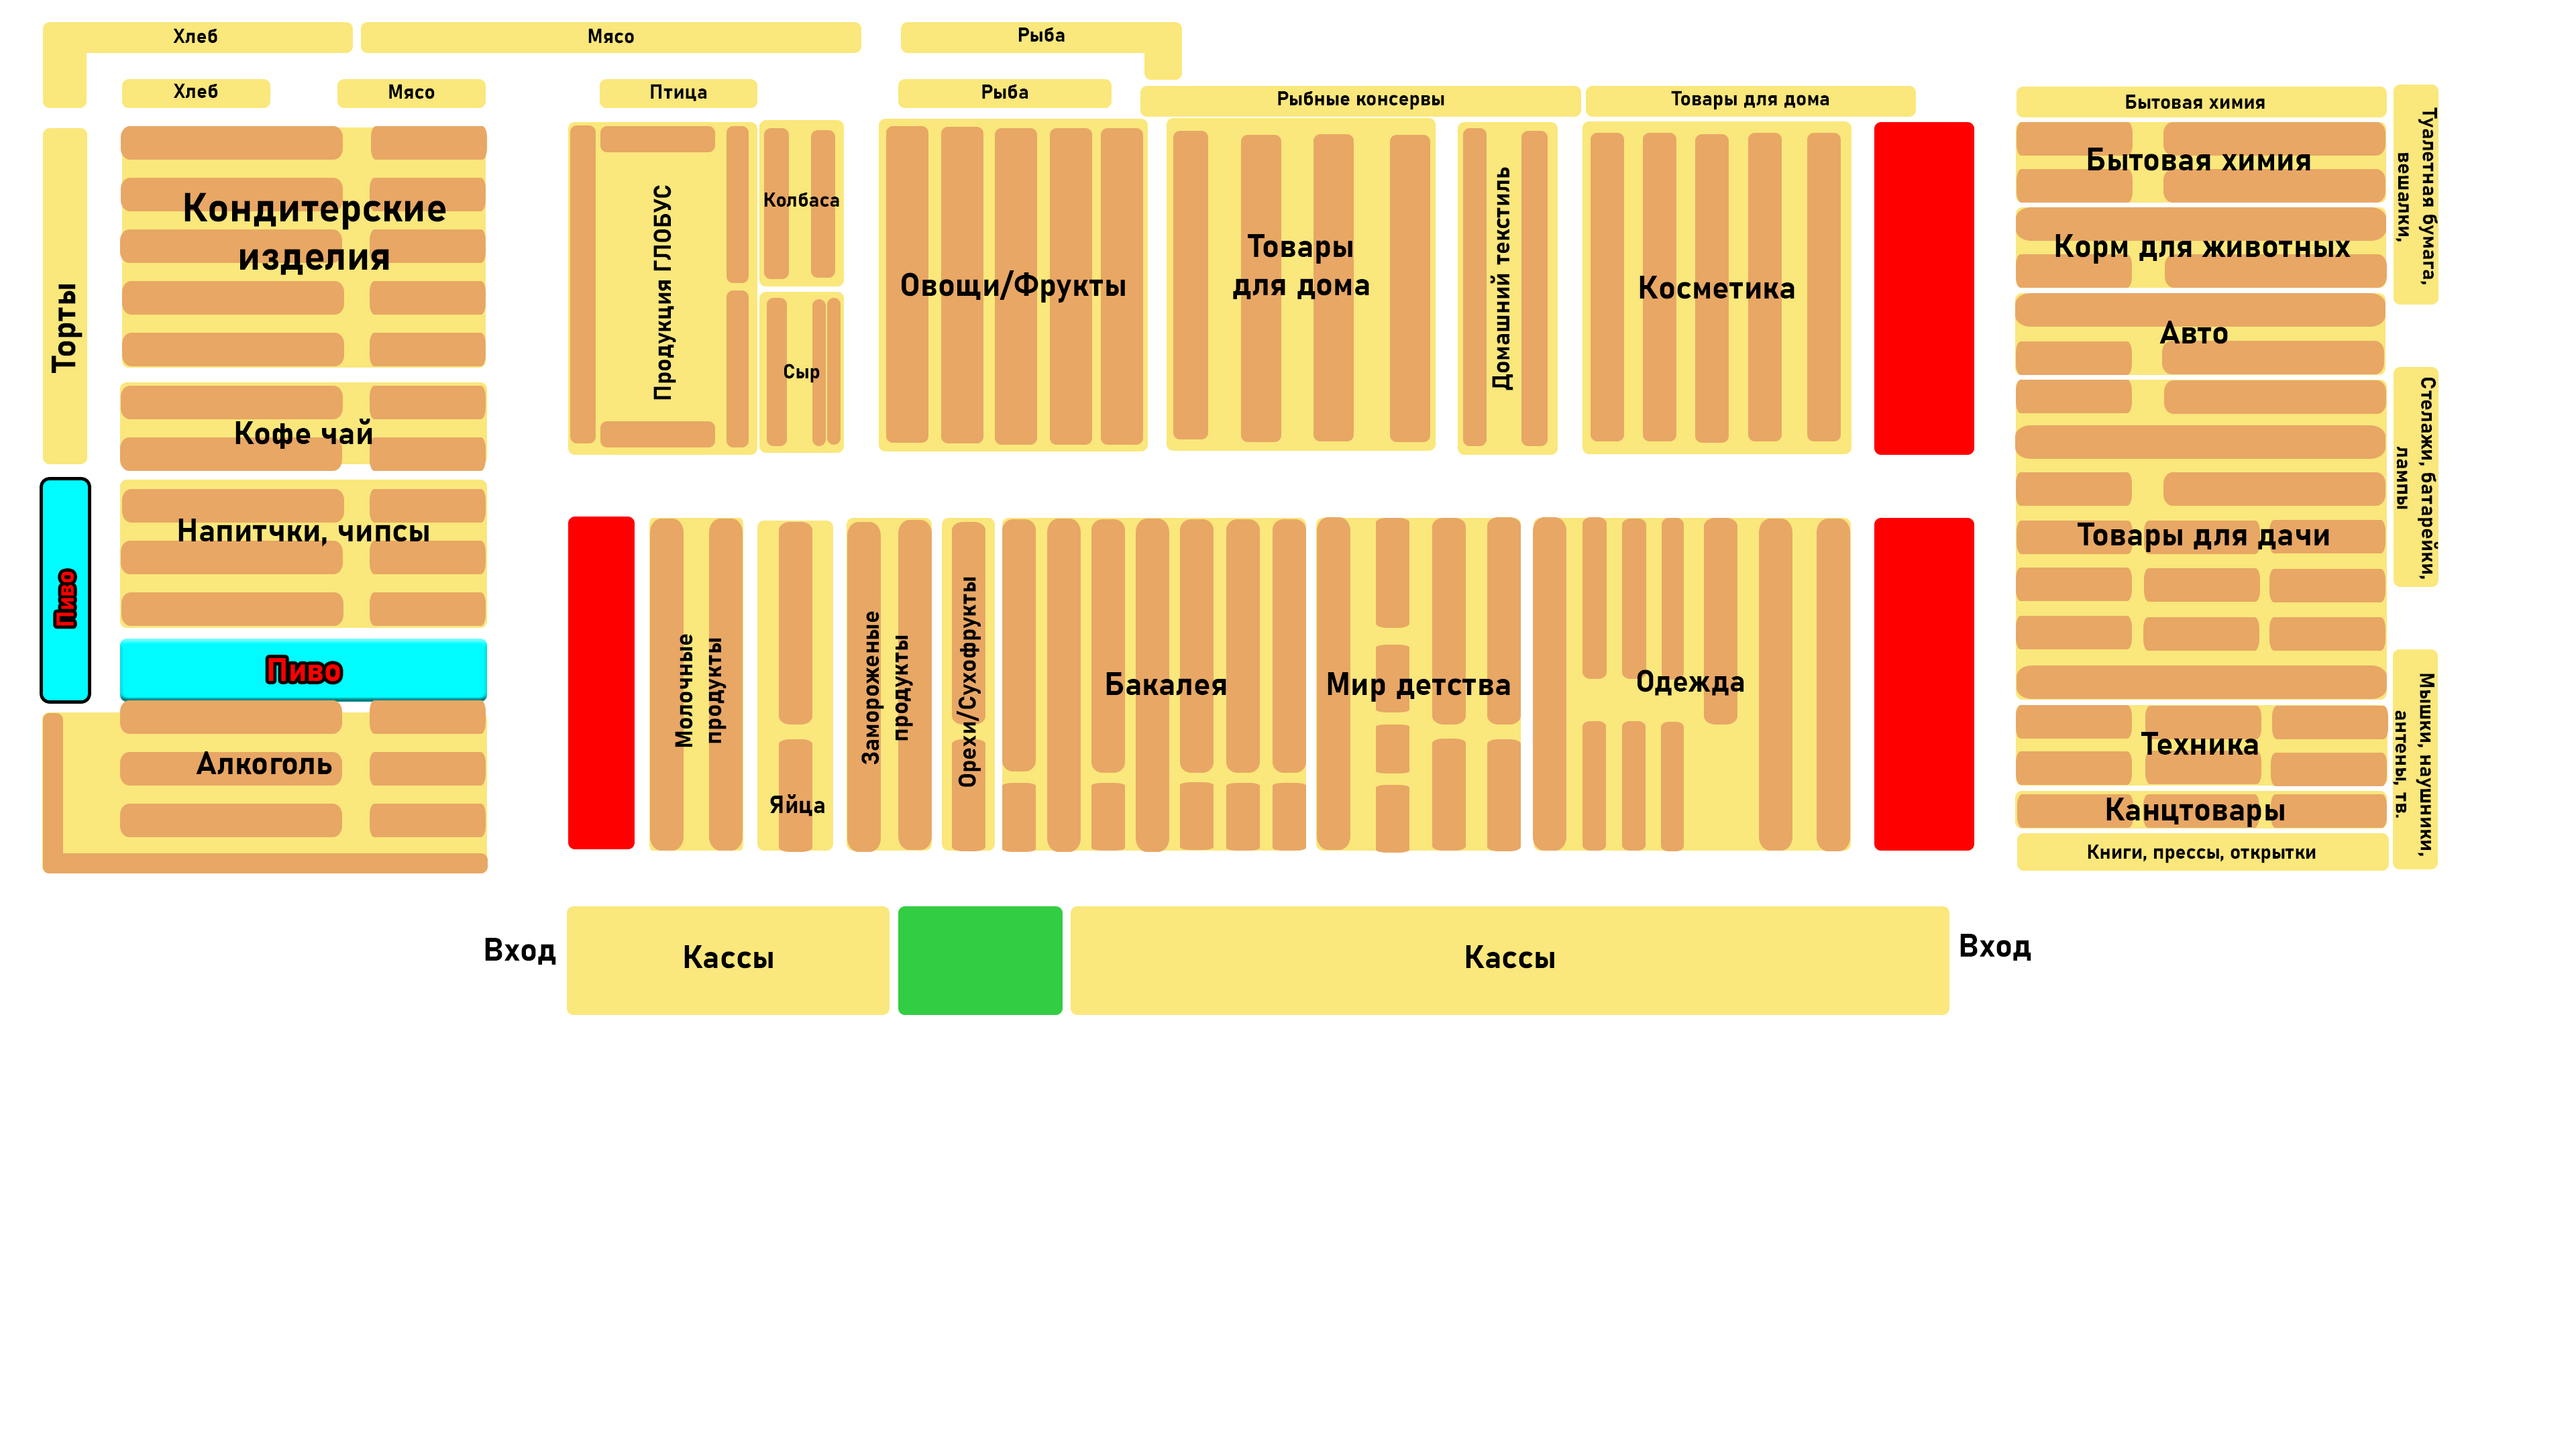 Хлеб
Мясо
Рыба
Хлеб
Мясо
Птица
Рыба
Рыбные консервы
Товары для дома
Бытовая химия
Туалетная бумага,
вешалки,
Торты
Кондитерские
изделия
Продукция ГЛОБУС
Колбаса
Сыр
Овощи/Фрукты
Товары
для дома
Домашний текстиль
Косметика
Бытовая химия
Корм для животных
Авто
Стелажи, батарейки,
лампы
Кофе чай
Напитчки, чипсы
Пиво
Пиво
Алкоголь
Молочные
продукты
Яйца
Замороженые
продукты
Орехи/Сухофрукты
Бакалея
Мир детства
Одежда
Товары для дачи
Техника
Канцтовары
Книги, прессы, открытки
Мышки, наушники,
антены, тв.
Вход
Кассы
Кассы
Вход